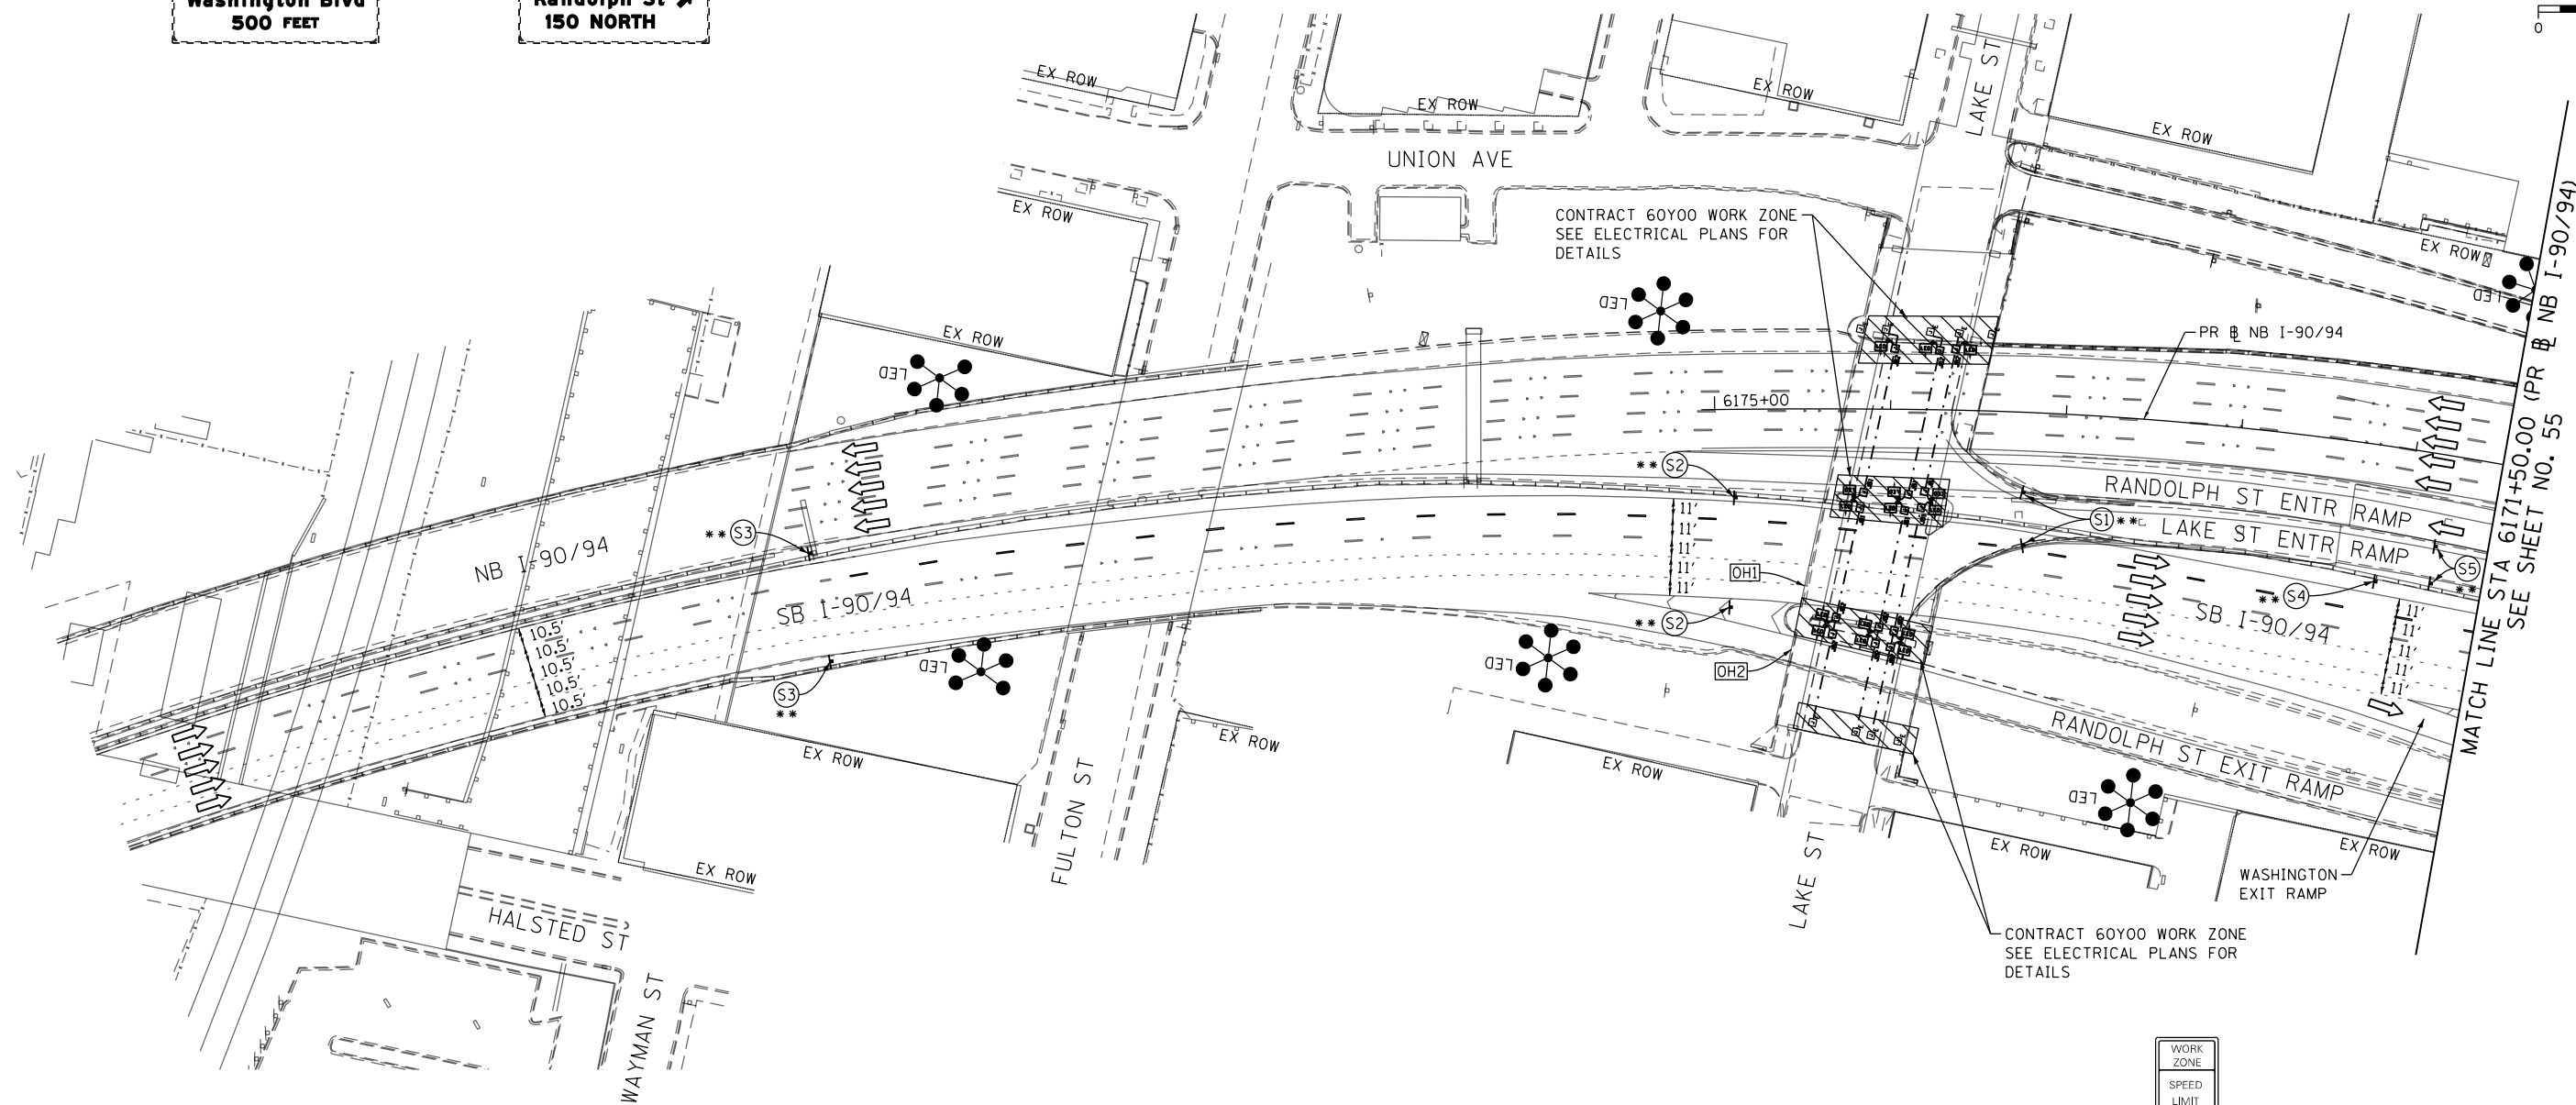 Washington Blvd
500 FEET
Randolph St
150 NORTH
0
EX ROW
EX ROW
EX ROW
LAKE ST
EX ROW
UNION AVE
EX ROW
CONTRACT 60Y00 WORK ZONE
SEE ELECTRICAL PLANS FOR
DETAILS
EX ROW
LED
LED
EX ROW
PR BL NB I-90/94
LED
6175+00
** S2
RANDOLPH ST ENTR RAMP
S1 **
LAKE ST ENTR RAMP
** S3
NB I-90/94
11'
11'
11'
11'
11'
OH1
S5
**
** S4
SB I-90/94
** S2
SB I-90/94
11'
11'
11'
11'
11'
10.5'
10.5'
10.5'
10.5'
10.5'
LED
LED
OH2
S3
**
MATCH LINE STA 6171+50.00 (PR BL NB I-90/94)
SEE SHEET NO. 55
EX ROW
EX ROW
EX ROW
RANDOLPH ST EXIT RAMP
LED
FULTON ST
EX ROW
LAKE ST
EX ROW
EX ROW
WASHINGTON
EXIT RAMP
HALSTED ST
CONTRACT 60Y00 WORK ZONE
SEE ELECTRICAL PLANS FOR
DETAILS
WAYMAN ST
WORK
ZONE
SPEED
LIMIT